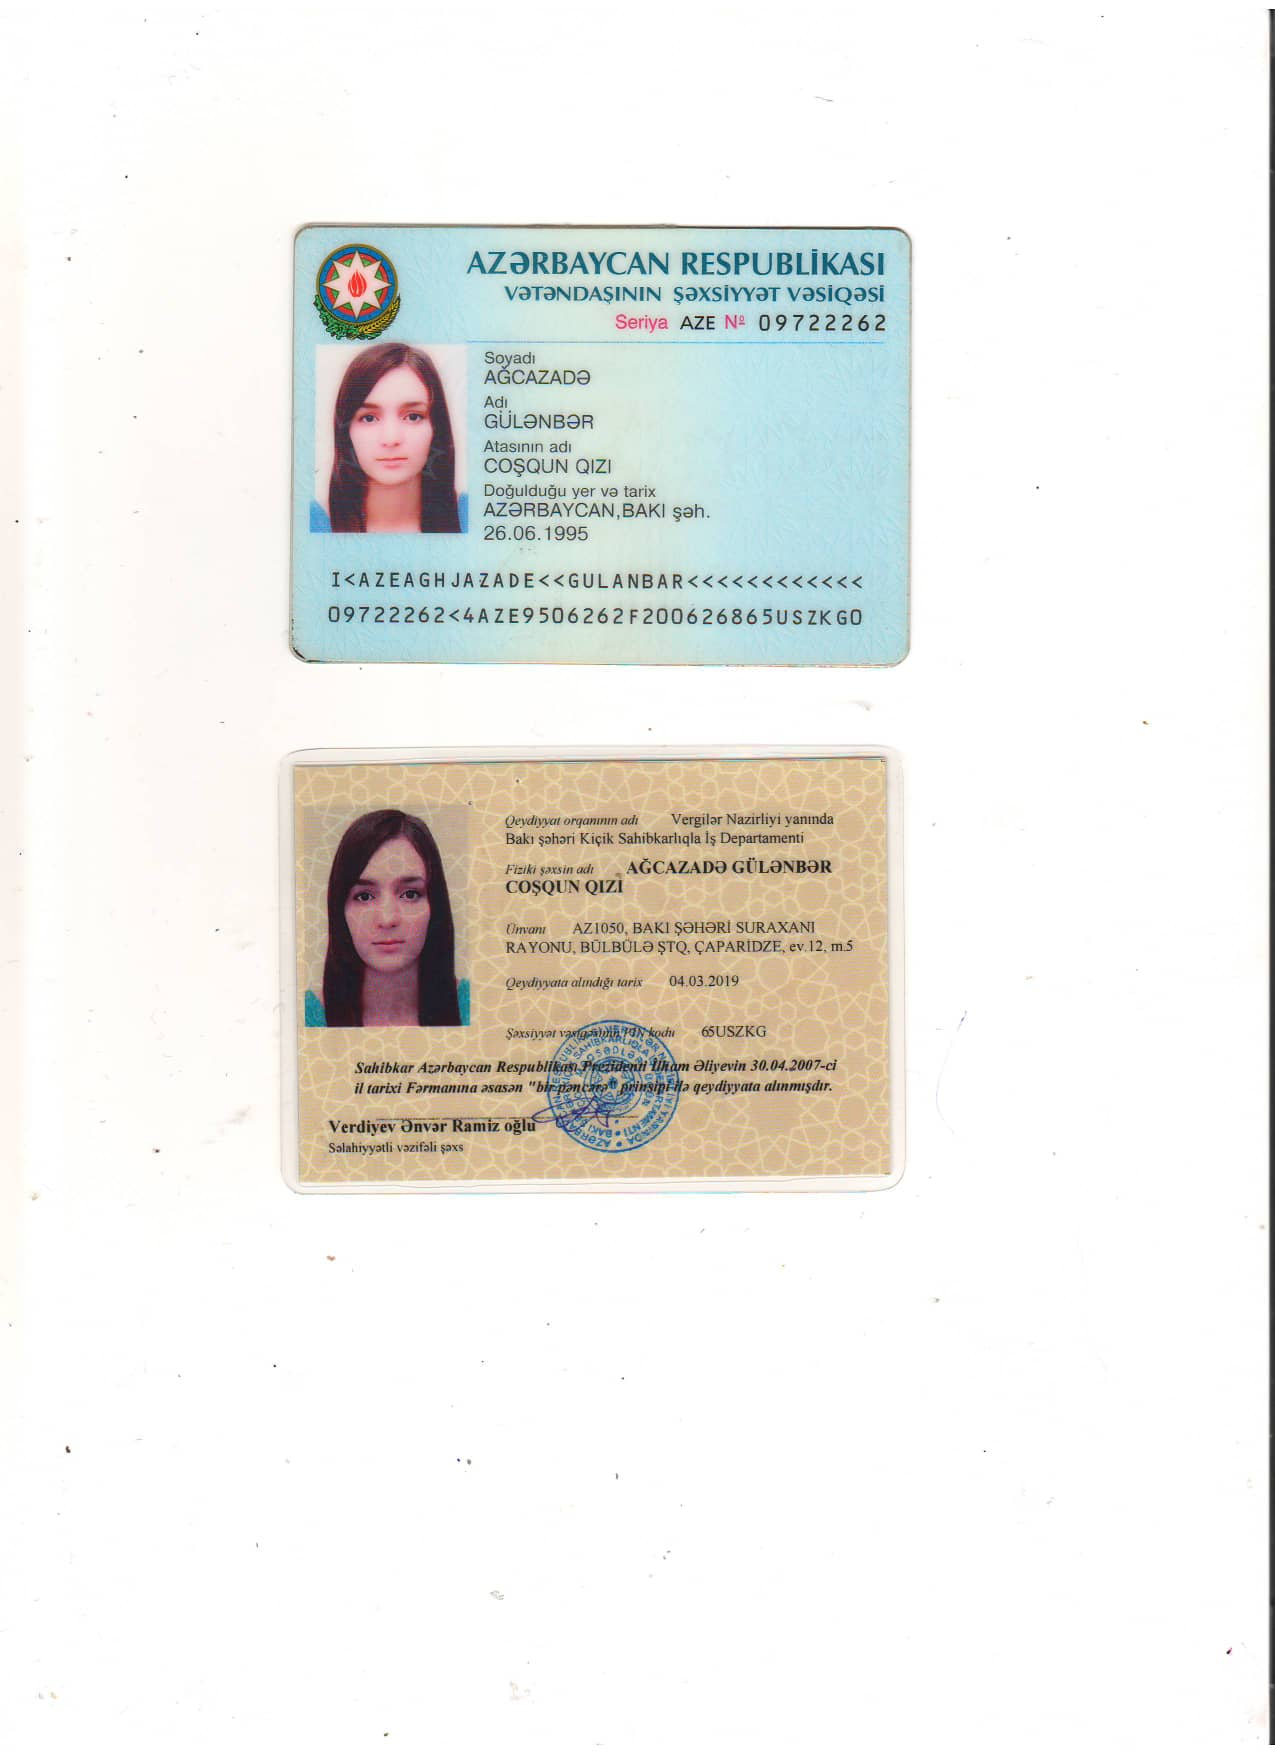 AZƏRBAYCAN RESPUBLİKASI
VƏTƏNDAŞININ ŞƏXSİYYƏT VƏSİQƏSİ
Seriya AZE № 09722262
Soyadı
AĞCAZADƏ
Adı
GÜLƏNBƏR
Atasının adı
COŞQUN QIZI
Doğulduğu yer və tarix
AZƏRBAYCAN,BAKI şəh.
26.06.1995
I<AZEAGHJAZADE<<GULANBAR<<<<<<<<<<<<
09722262<4AZE9506262F200626865USZKG0
Qeydiyyat orqanının adı Vergilər Nazirliyi yanında
Bakı şəhəri Kiçik Sahibkarlıqla İş Departamenti
Fiziki şəxsin adı AĞCAZADƏ GÜLƏNBƏR
COŞQUN QIZI
Ünvanı AZ1050, BAKI ŞƏHƏRİ SURAXANI
RAYONU, BÜLBÜLƏ ŞTQ, ÇAPARİDZE, ev.12, m.5
Qeydiyyata alındığı tarix 04.03.2019
Şəxsiyyət vəsiqəsinin PIN kodu 65USZKG
Sahibkar Azərbaycan Respublikası Prezidenti İlham Əliyevin 30.04.2007-ci
il tarixi Fərmanına əsasən "bir pəncərə" prinsipi ilə qeydiyyata alınmışdır.
Verdiyev Ənvər Ramiz oğlu
Səlahiyyətli vəzifəli şəxs